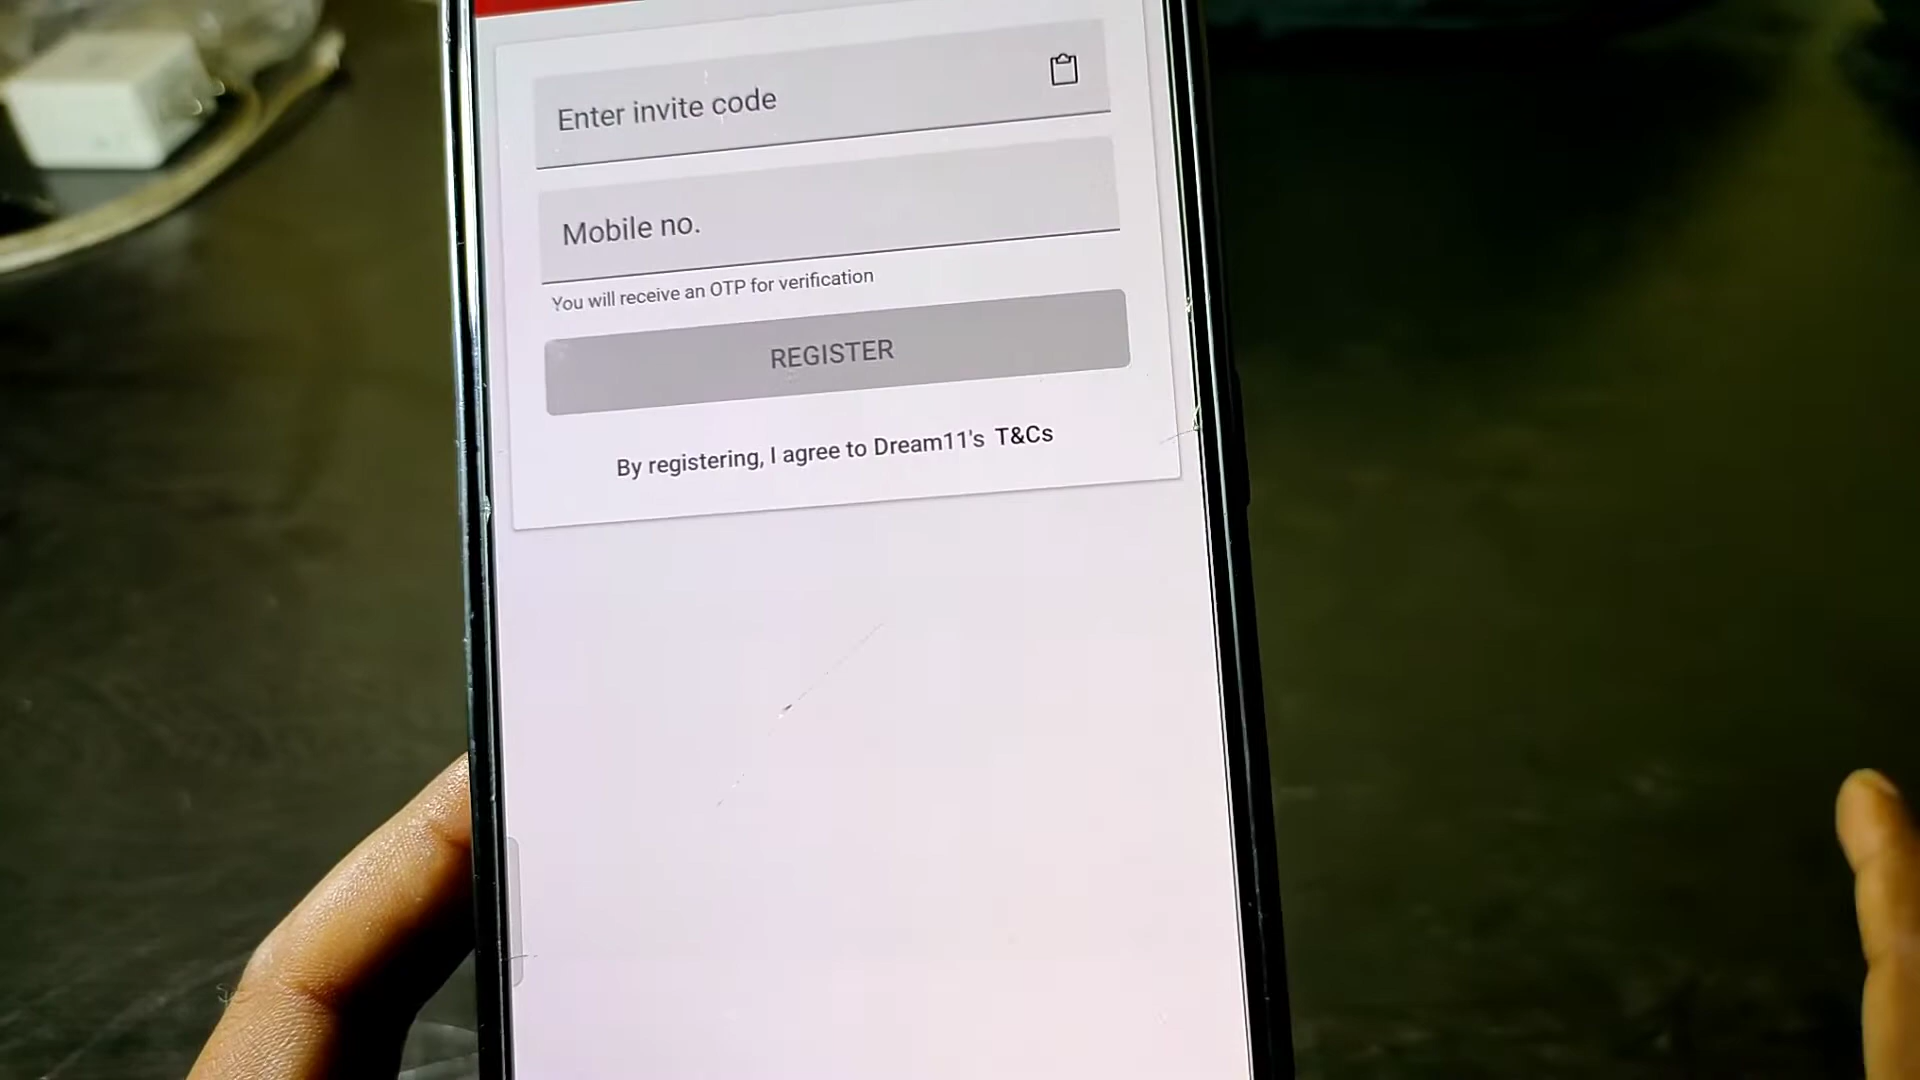 Enter invite code
Mobile no.
You will receive an OTP for verification
REGISTER
By registering, I agree to Dream11's T&Cs